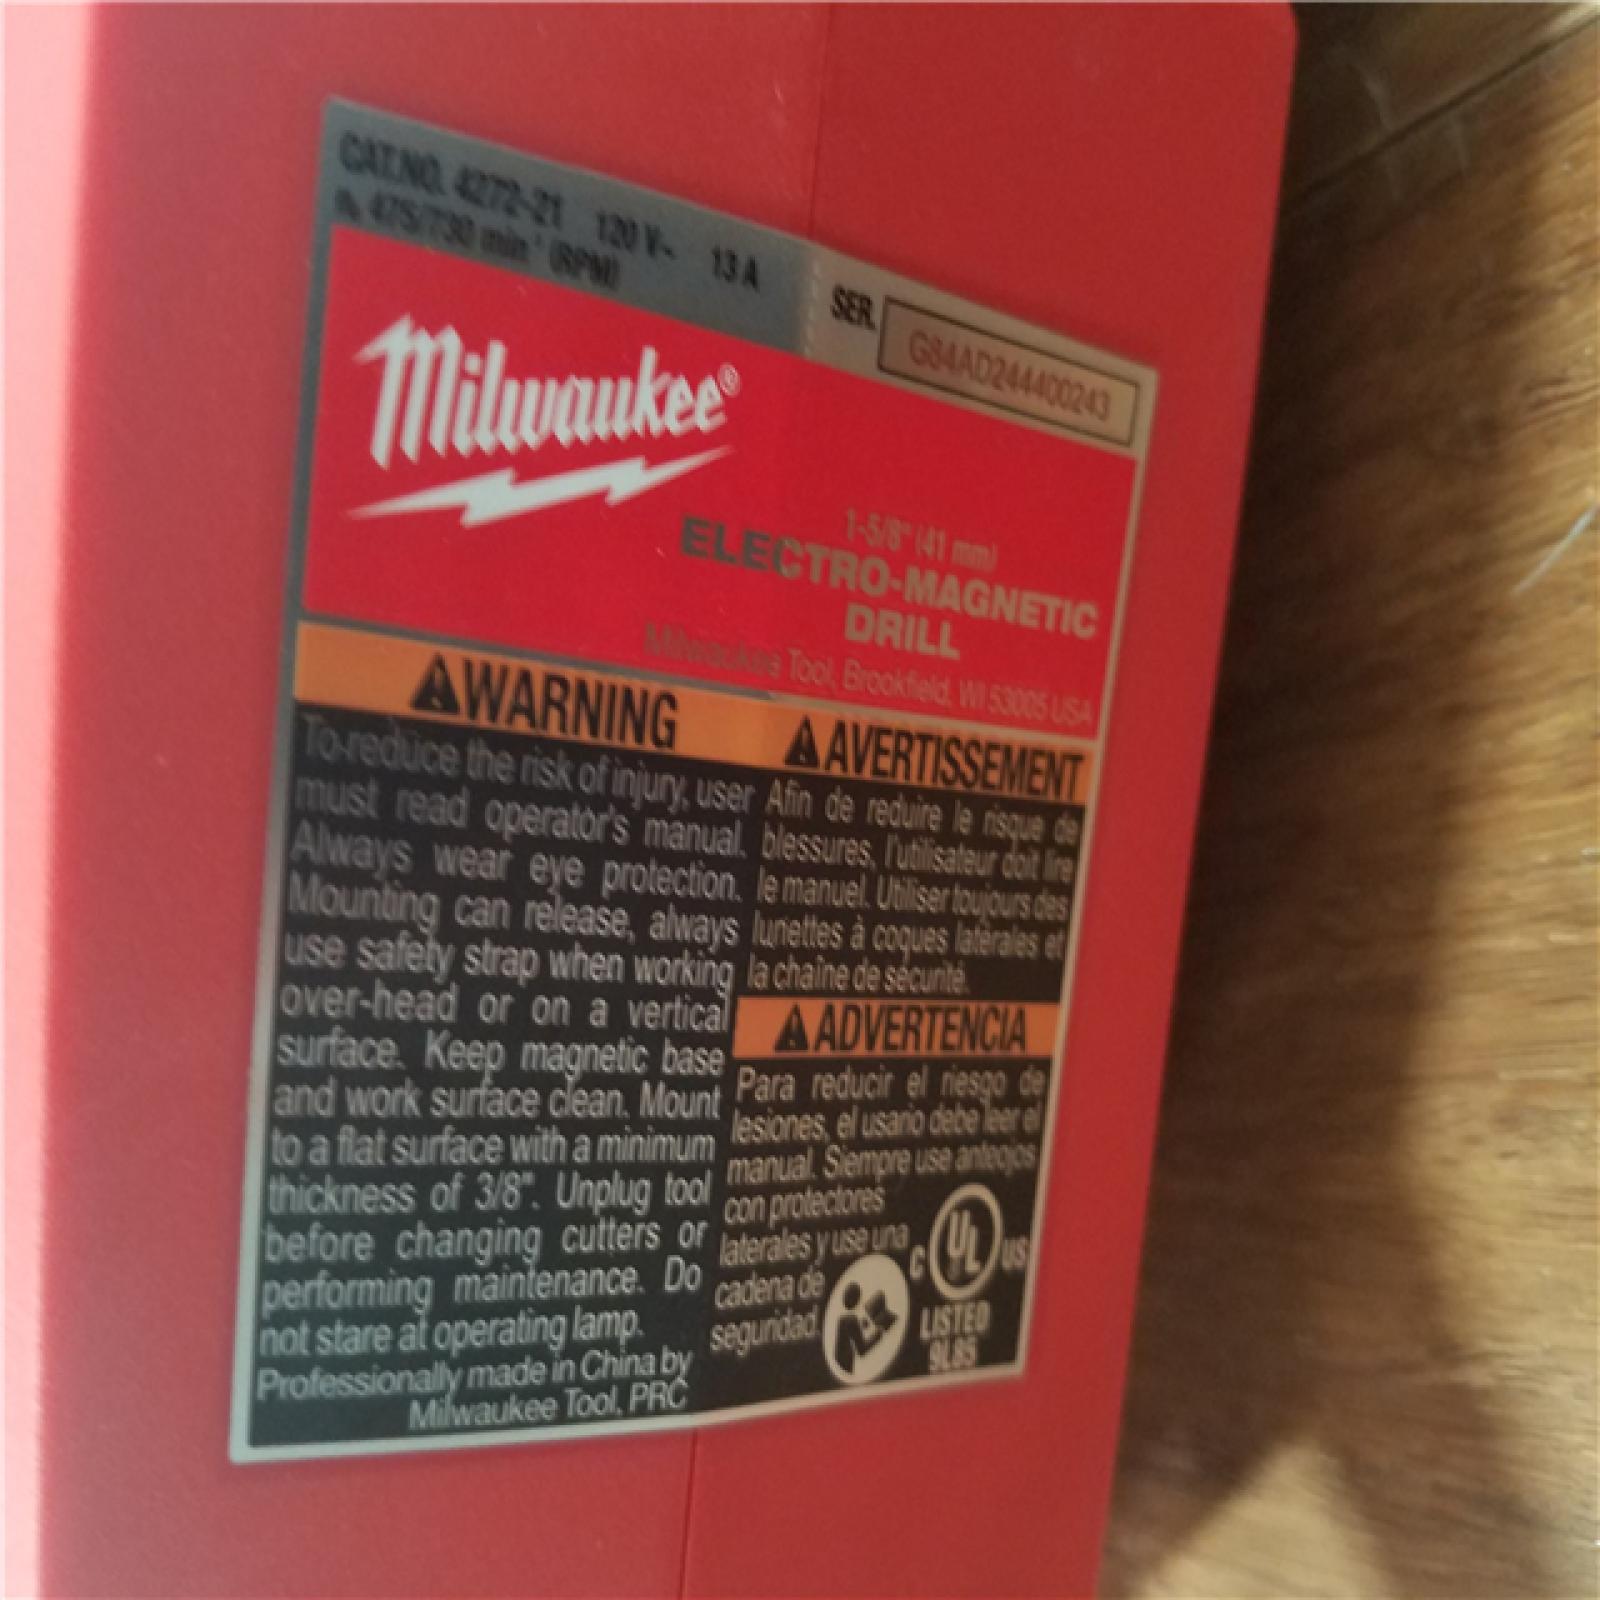 CAT.NO. 4272-21 120 V~ 13 A
n₀ 475/730 min⁻¹ (RPM)
SER. G84AD244400243
Milwaukee®
1-5/8" (41 mm)
ELECTRO-MAGNETIC
DRILL
Milwaukee Tool, Brookfield, WI 53005 USA
WARNING
To reduce the risk of injury, user
must read operator's manual.
Always wear eye protection.
Mounting can release, always
use safety strap when working
over-head or on a vertical
surface. Keep magnetic base
and work surface clean. Mount
to a flat surface with a minimum
thickness of 3/8". Unplug tool
before changing cutters or
performing maintenance. Do
not stare at operating lamp.
Professionally made in China by
Milwaukee Tool, PRC
AVERTISSEMENT
Afin de reduire le risque de
blessures, l'utilisateur doit lire
le manuel. Utiliser toujours des
lunettes à coques latérales et
la chaîne de sécurité.
ADVERTENCIA
Para reducir el riesgo de
lesiones, el usario debe leer el
manual. Siempre use anteojos
con protectores
laterales y use una
cadena de
seguridad.
C UL US
LISTED
9L85